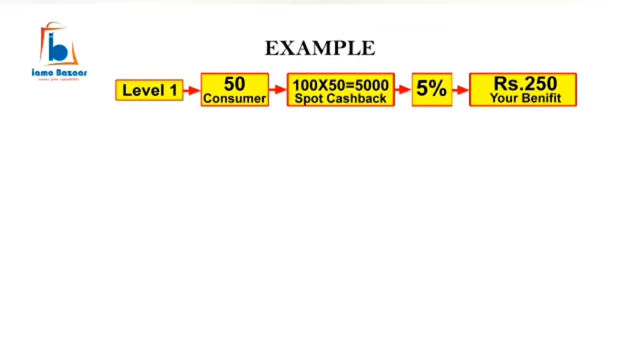 EXAMPLE
iamo Bazaar
Level 1
50
Consumer
100X50=5000
Spot Cashback
5%
Rs.250
Your Benifit